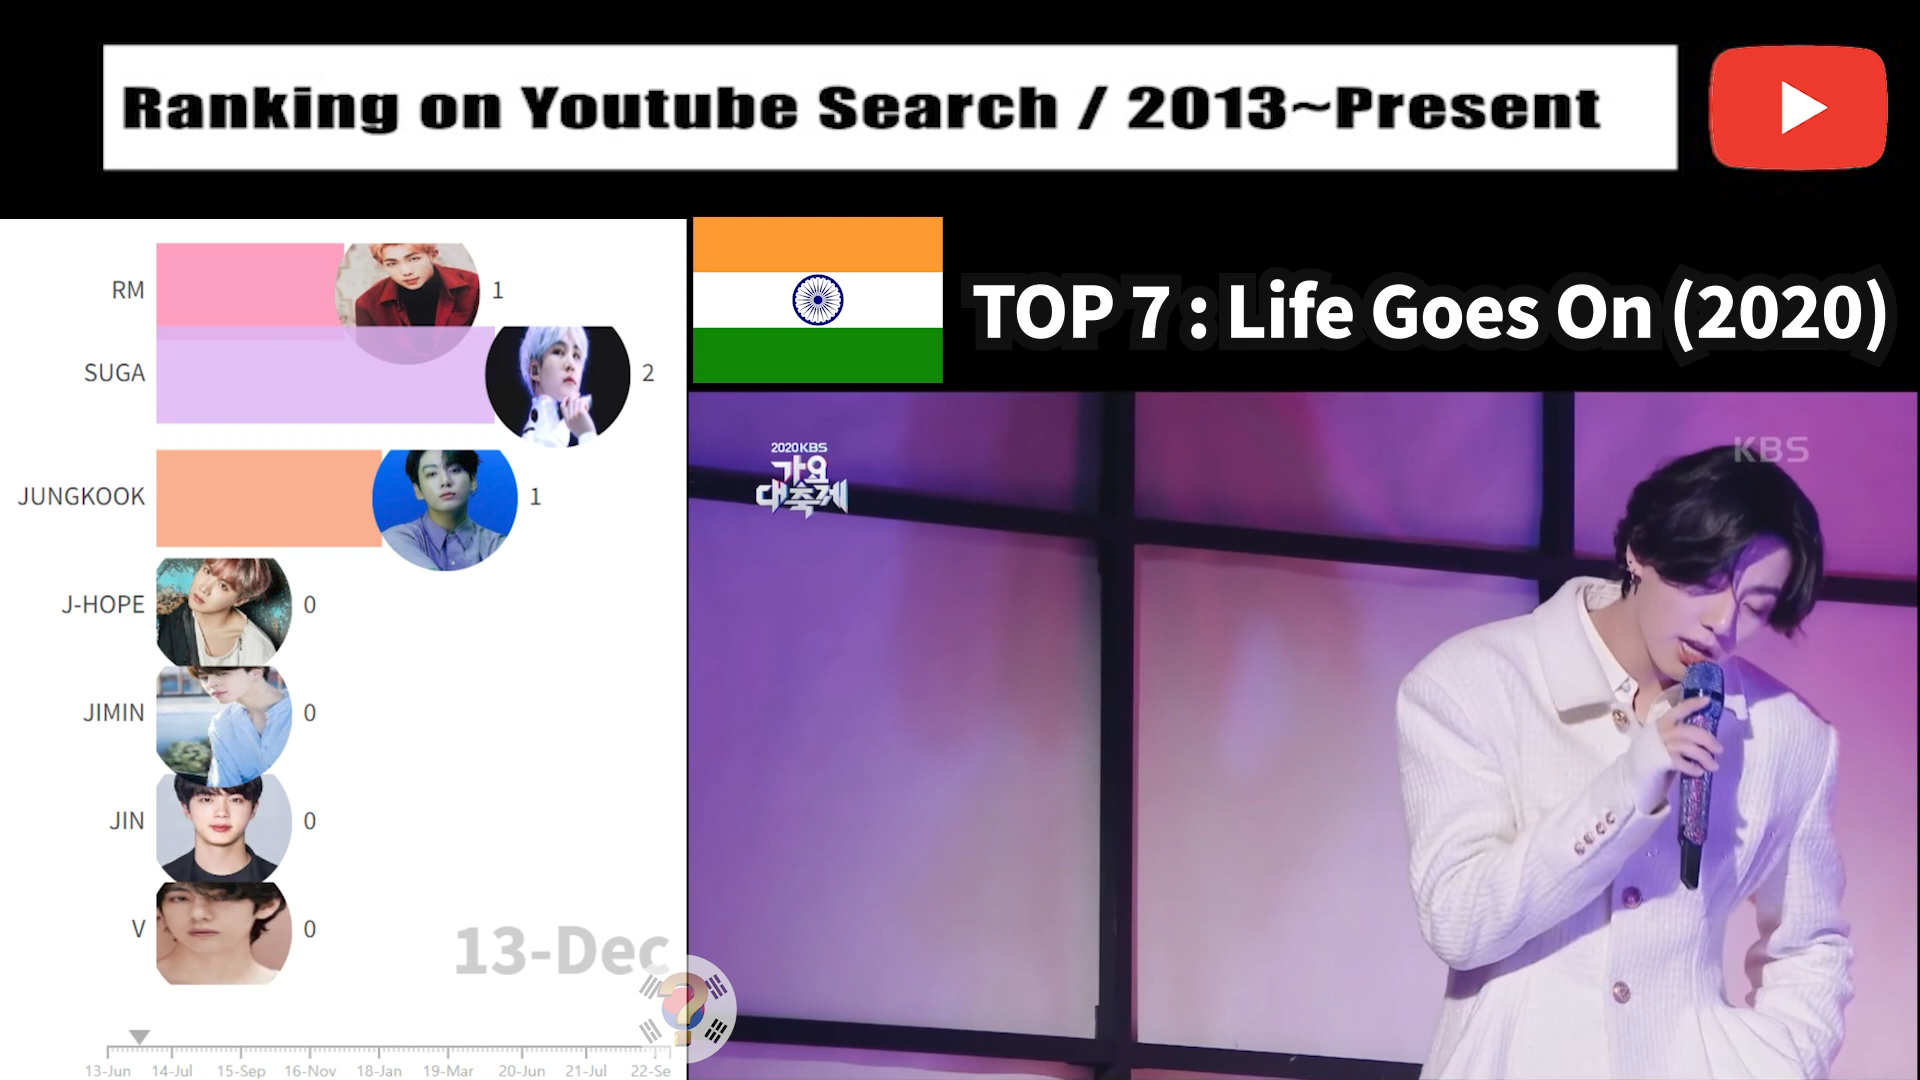 Ranking on Youtube Search / 2013~Present
TOP 7 : Life Goes On (2020)
RM 1
SUGA 2
JUNGKOOK 1
J-HOPE 0
JIMIN 0
JIN 0
V 0
13-Dec
13-Jun 14-Jul 15-Sep 16-Nov 18-Jan 19-Mar 20-Jun 21-Jul 22-Se
2020 KBS
가요
대축제
KBS
?